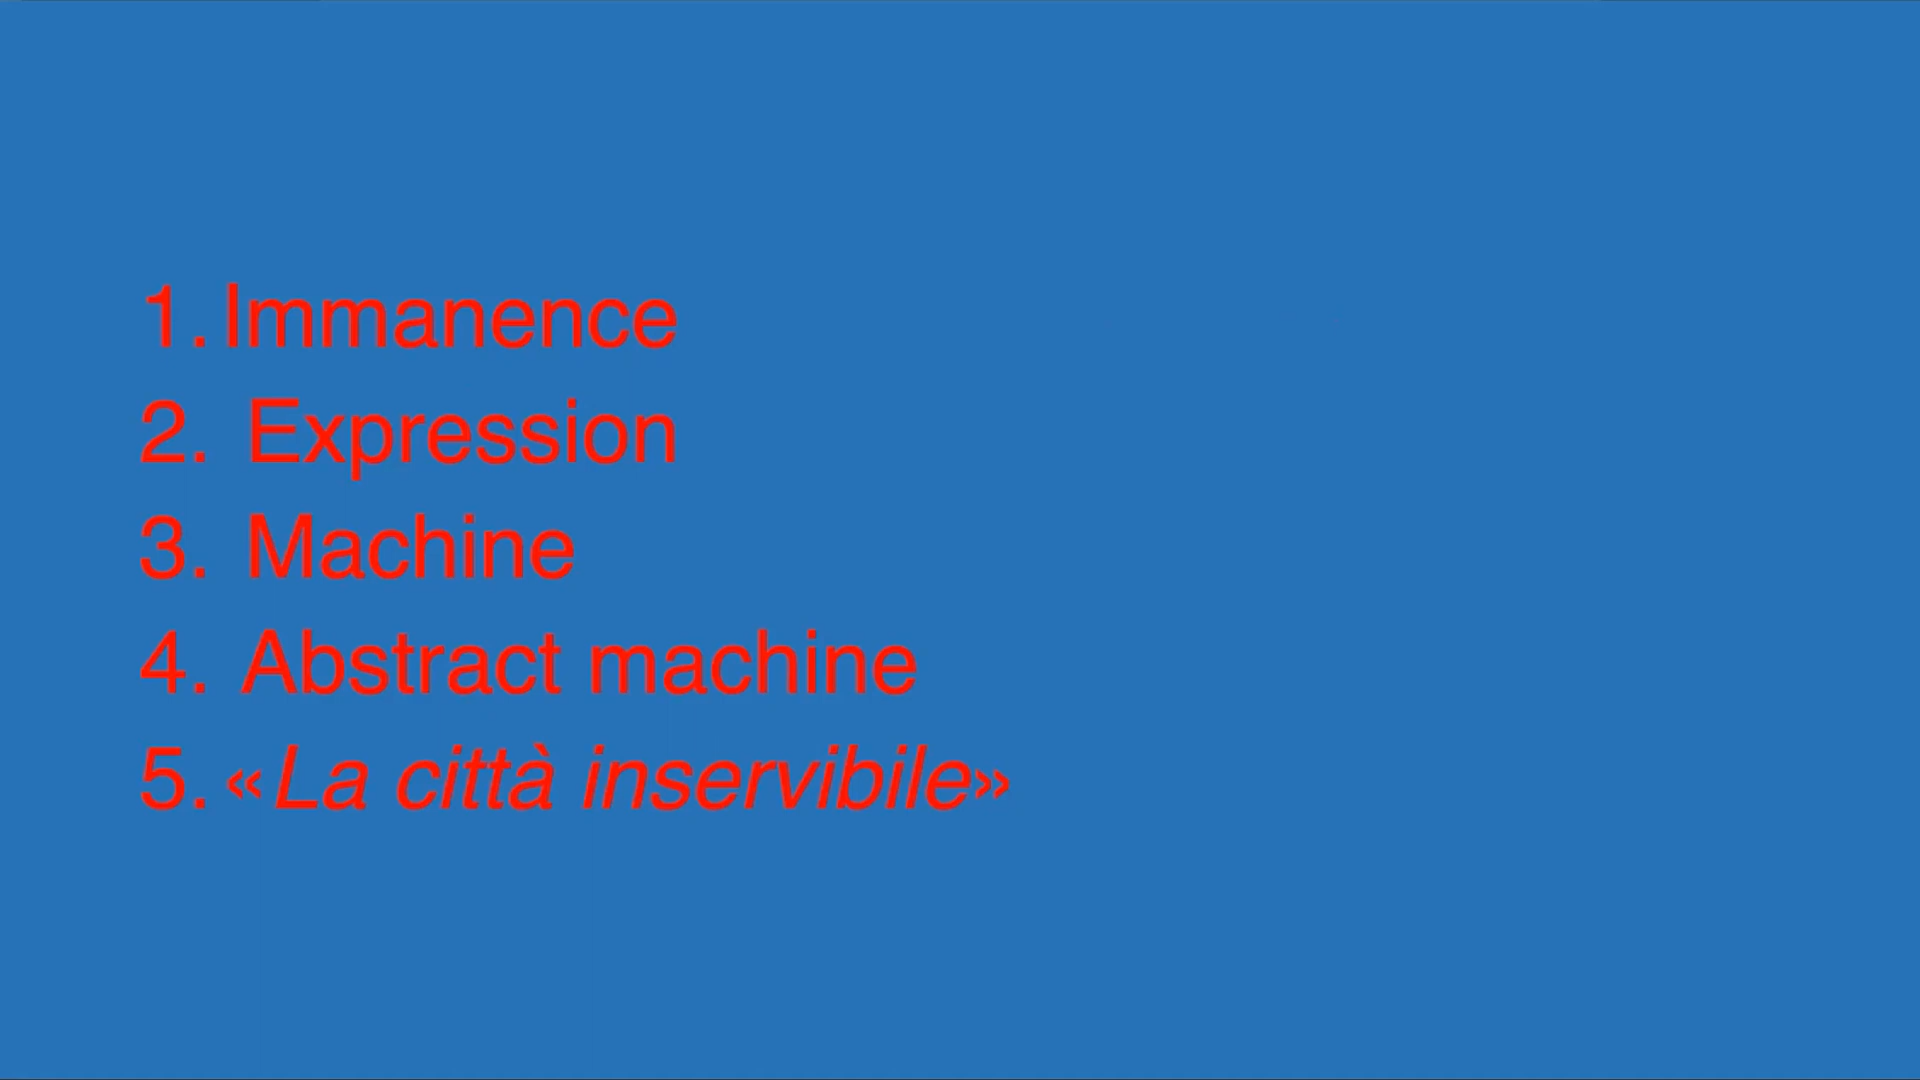 1. Immanence
2. Expression
3. Machine
4. Abstract machine
5. «La città inservibile»